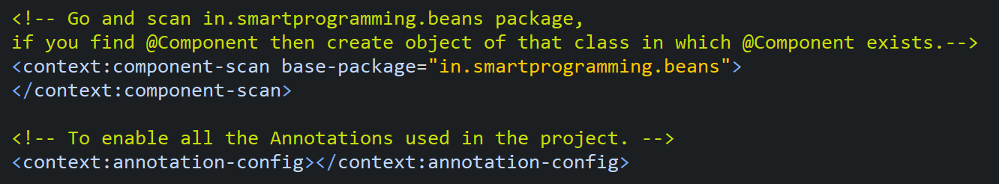 <!-- Go and scan in.smartprogramming.beans package,
if you find @Component then create object of that class in which @Component exists.-->
<context:component-scan base-package="in.smartprogramming.beans">
</context:component-scan>
<!-- To enable all the Annotations used in the project. -->
<context:annotation-config></context:annotation-config>